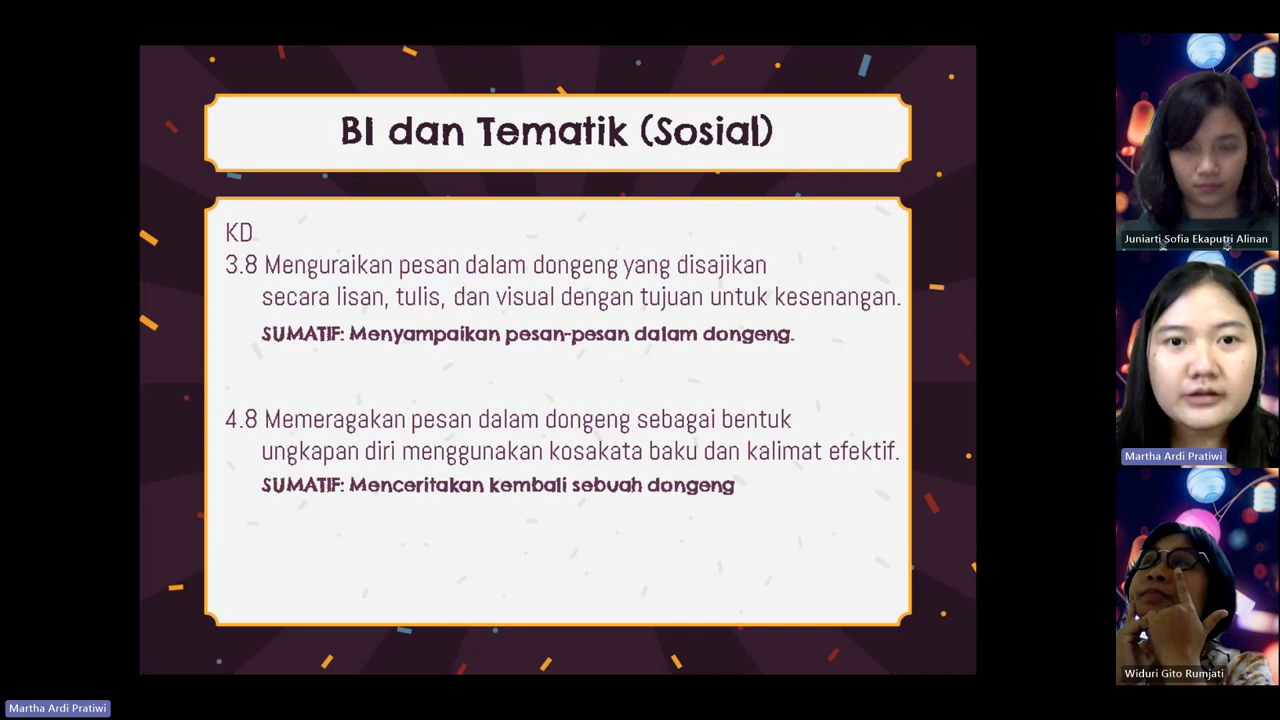 BI dan Tematik (Sosial)
KD
3.8 Menguraikan pesan dalam dongeng yang disajikan
secara lisan, tulis, dan visual dengan tujuan untuk kesenangan.
SUMATIF: Menyampaikan pesan-pesan dalam dongeng.
4.8 Memeragakan pesan dalam dongeng sebagai bentuk
ungkapan diri menggunakan kosakata baku dan kalimat efektif.
SUMATIF: Menceritakan kembali sebuah dongeng
Juniarti Sofia Ekaputri Alinan
Martha Ardi Pratiwi
Widuri Gito Rumjati
Martha Ardi Pratiwi